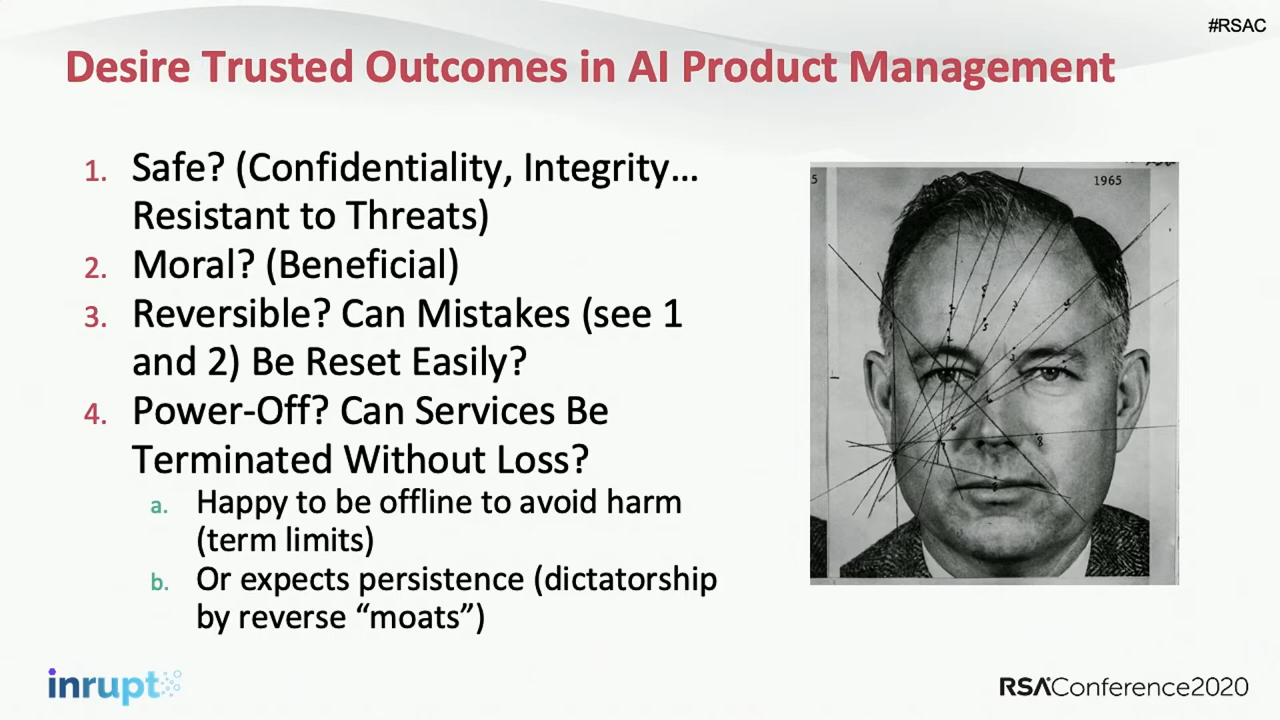 #RSAC
Desire Trusted Outcomes in AI Product Management
1. Safe? (Confidentiality, Integrity…
Resistant to Threats)
2. Moral? (Beneficial)
3. Reversible? Can Mistakes (see 1
and 2) Be Reset Easily?
4. Power-Off? Can Services Be
Terminated Without Loss?
a. Happy to be offline to avoid harm
(term limits)
b. Or expects persistence (dictatorship
by reverse “moats”)
5
1965
inrupt
RSAConference2020